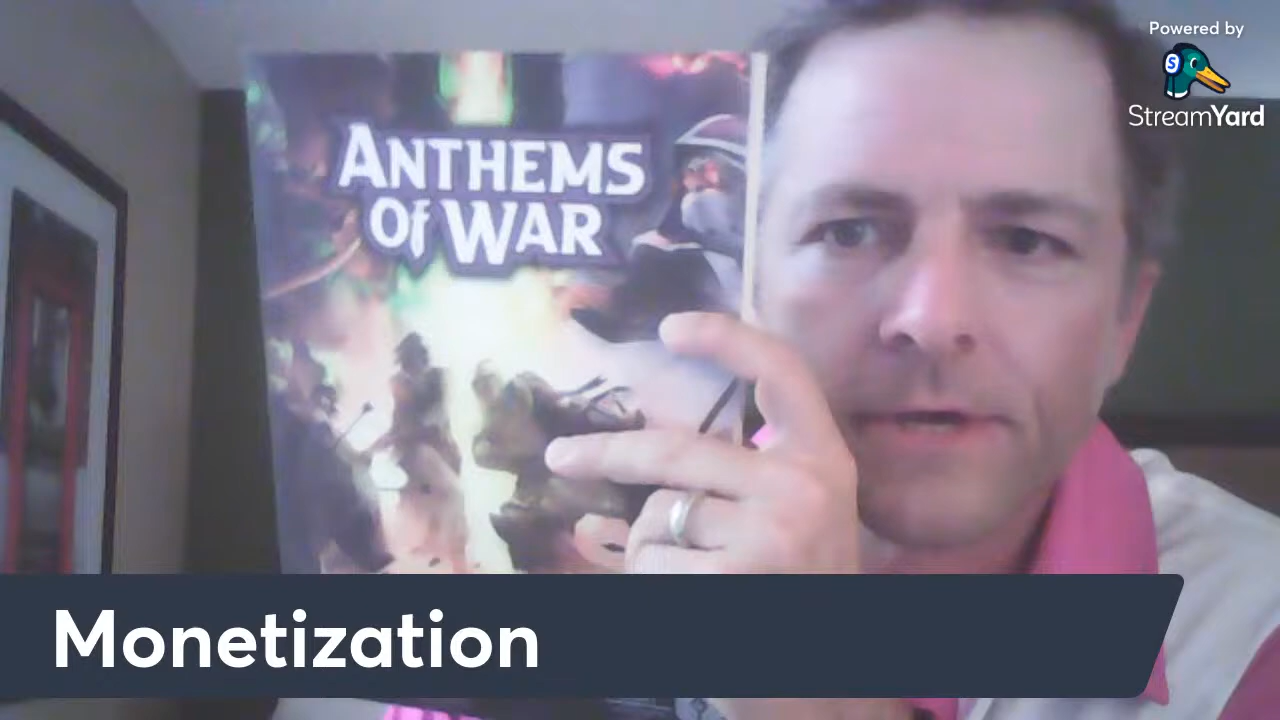 Powered by
StreamYard
ANTHEMS
Of WAR
Monetization